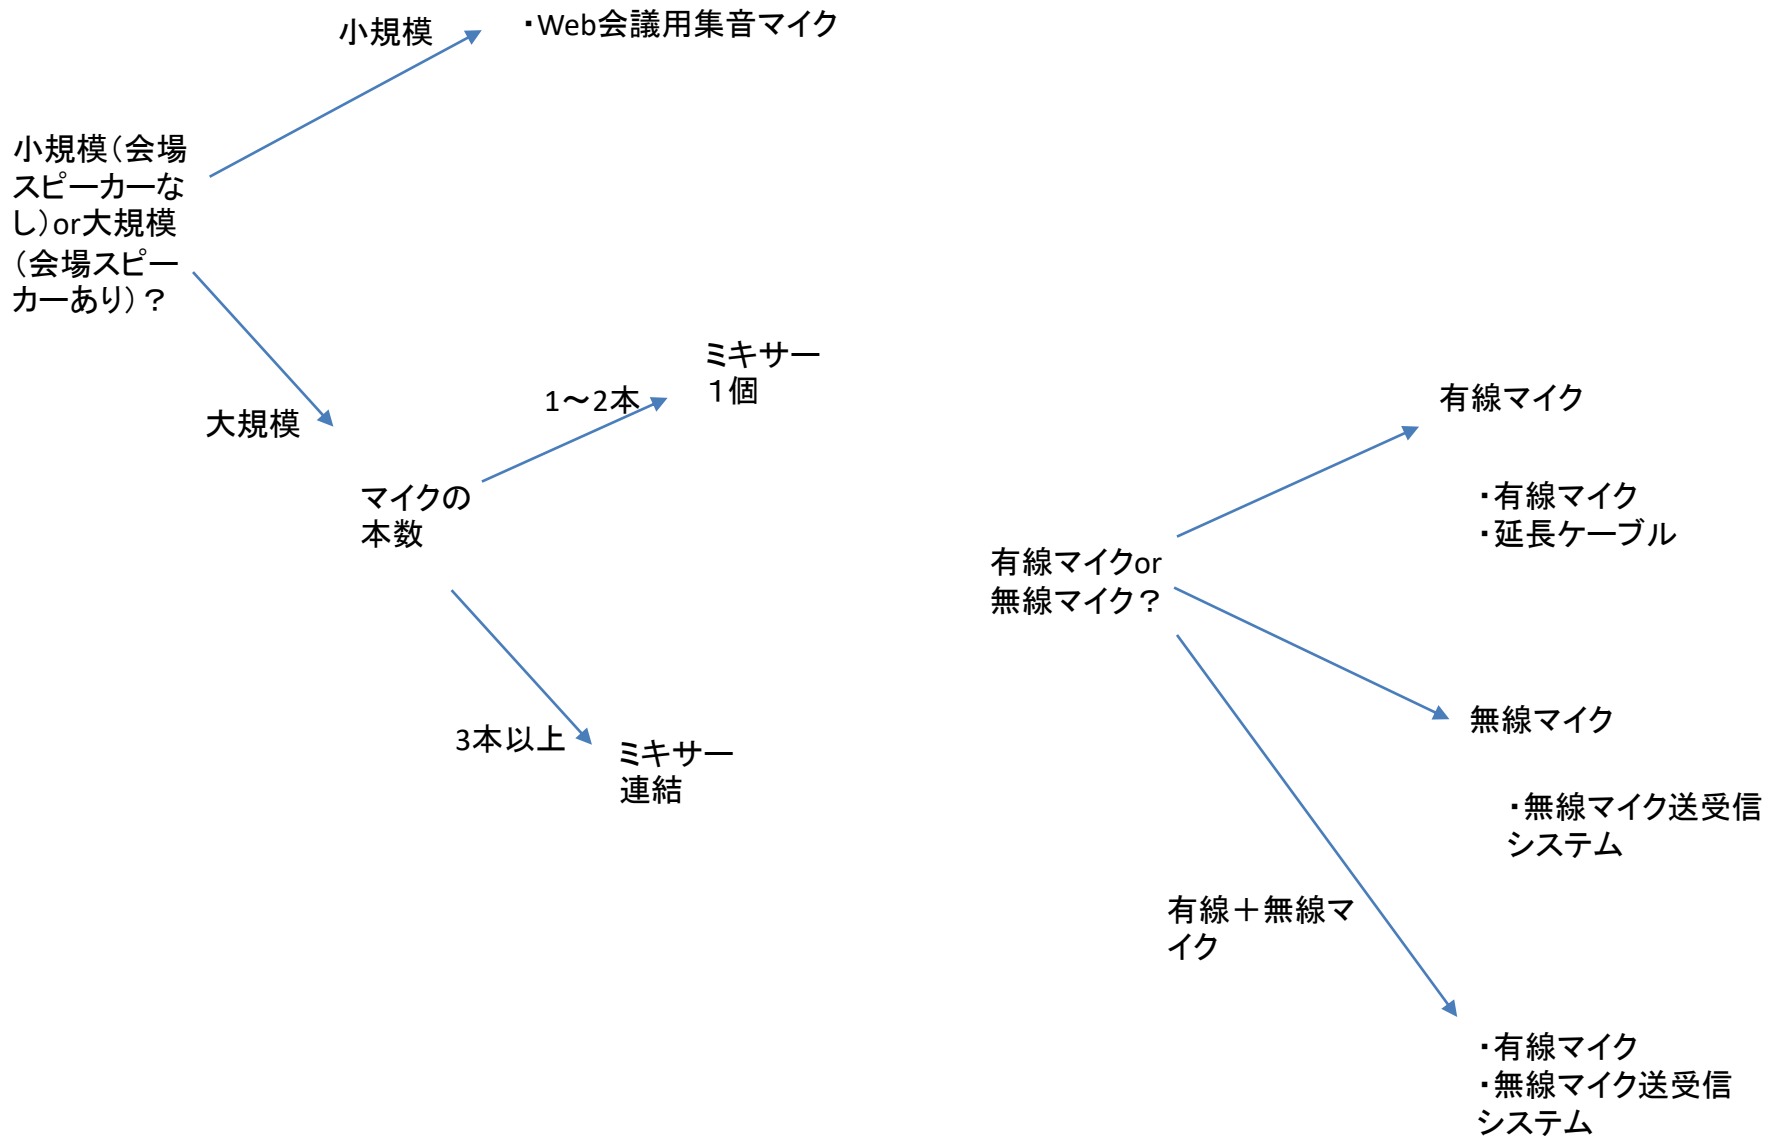 小規模
・Web会議用集音マイク
小規模（会場
スピーカーな
し）or大規模
（会場スピー
カーあり）？
大規模
マイクの
本数
1～2本
ミキサー
１個
3本以上
ミキサー
連結
有線マイクor
無線マイク？
有線マイク
・有線マイク
・延長ケーブル
無線マイク
・無線マイク送受信
システム
有線＋無線マ
イク
・有線マイク
・無線マイク送受信
システム